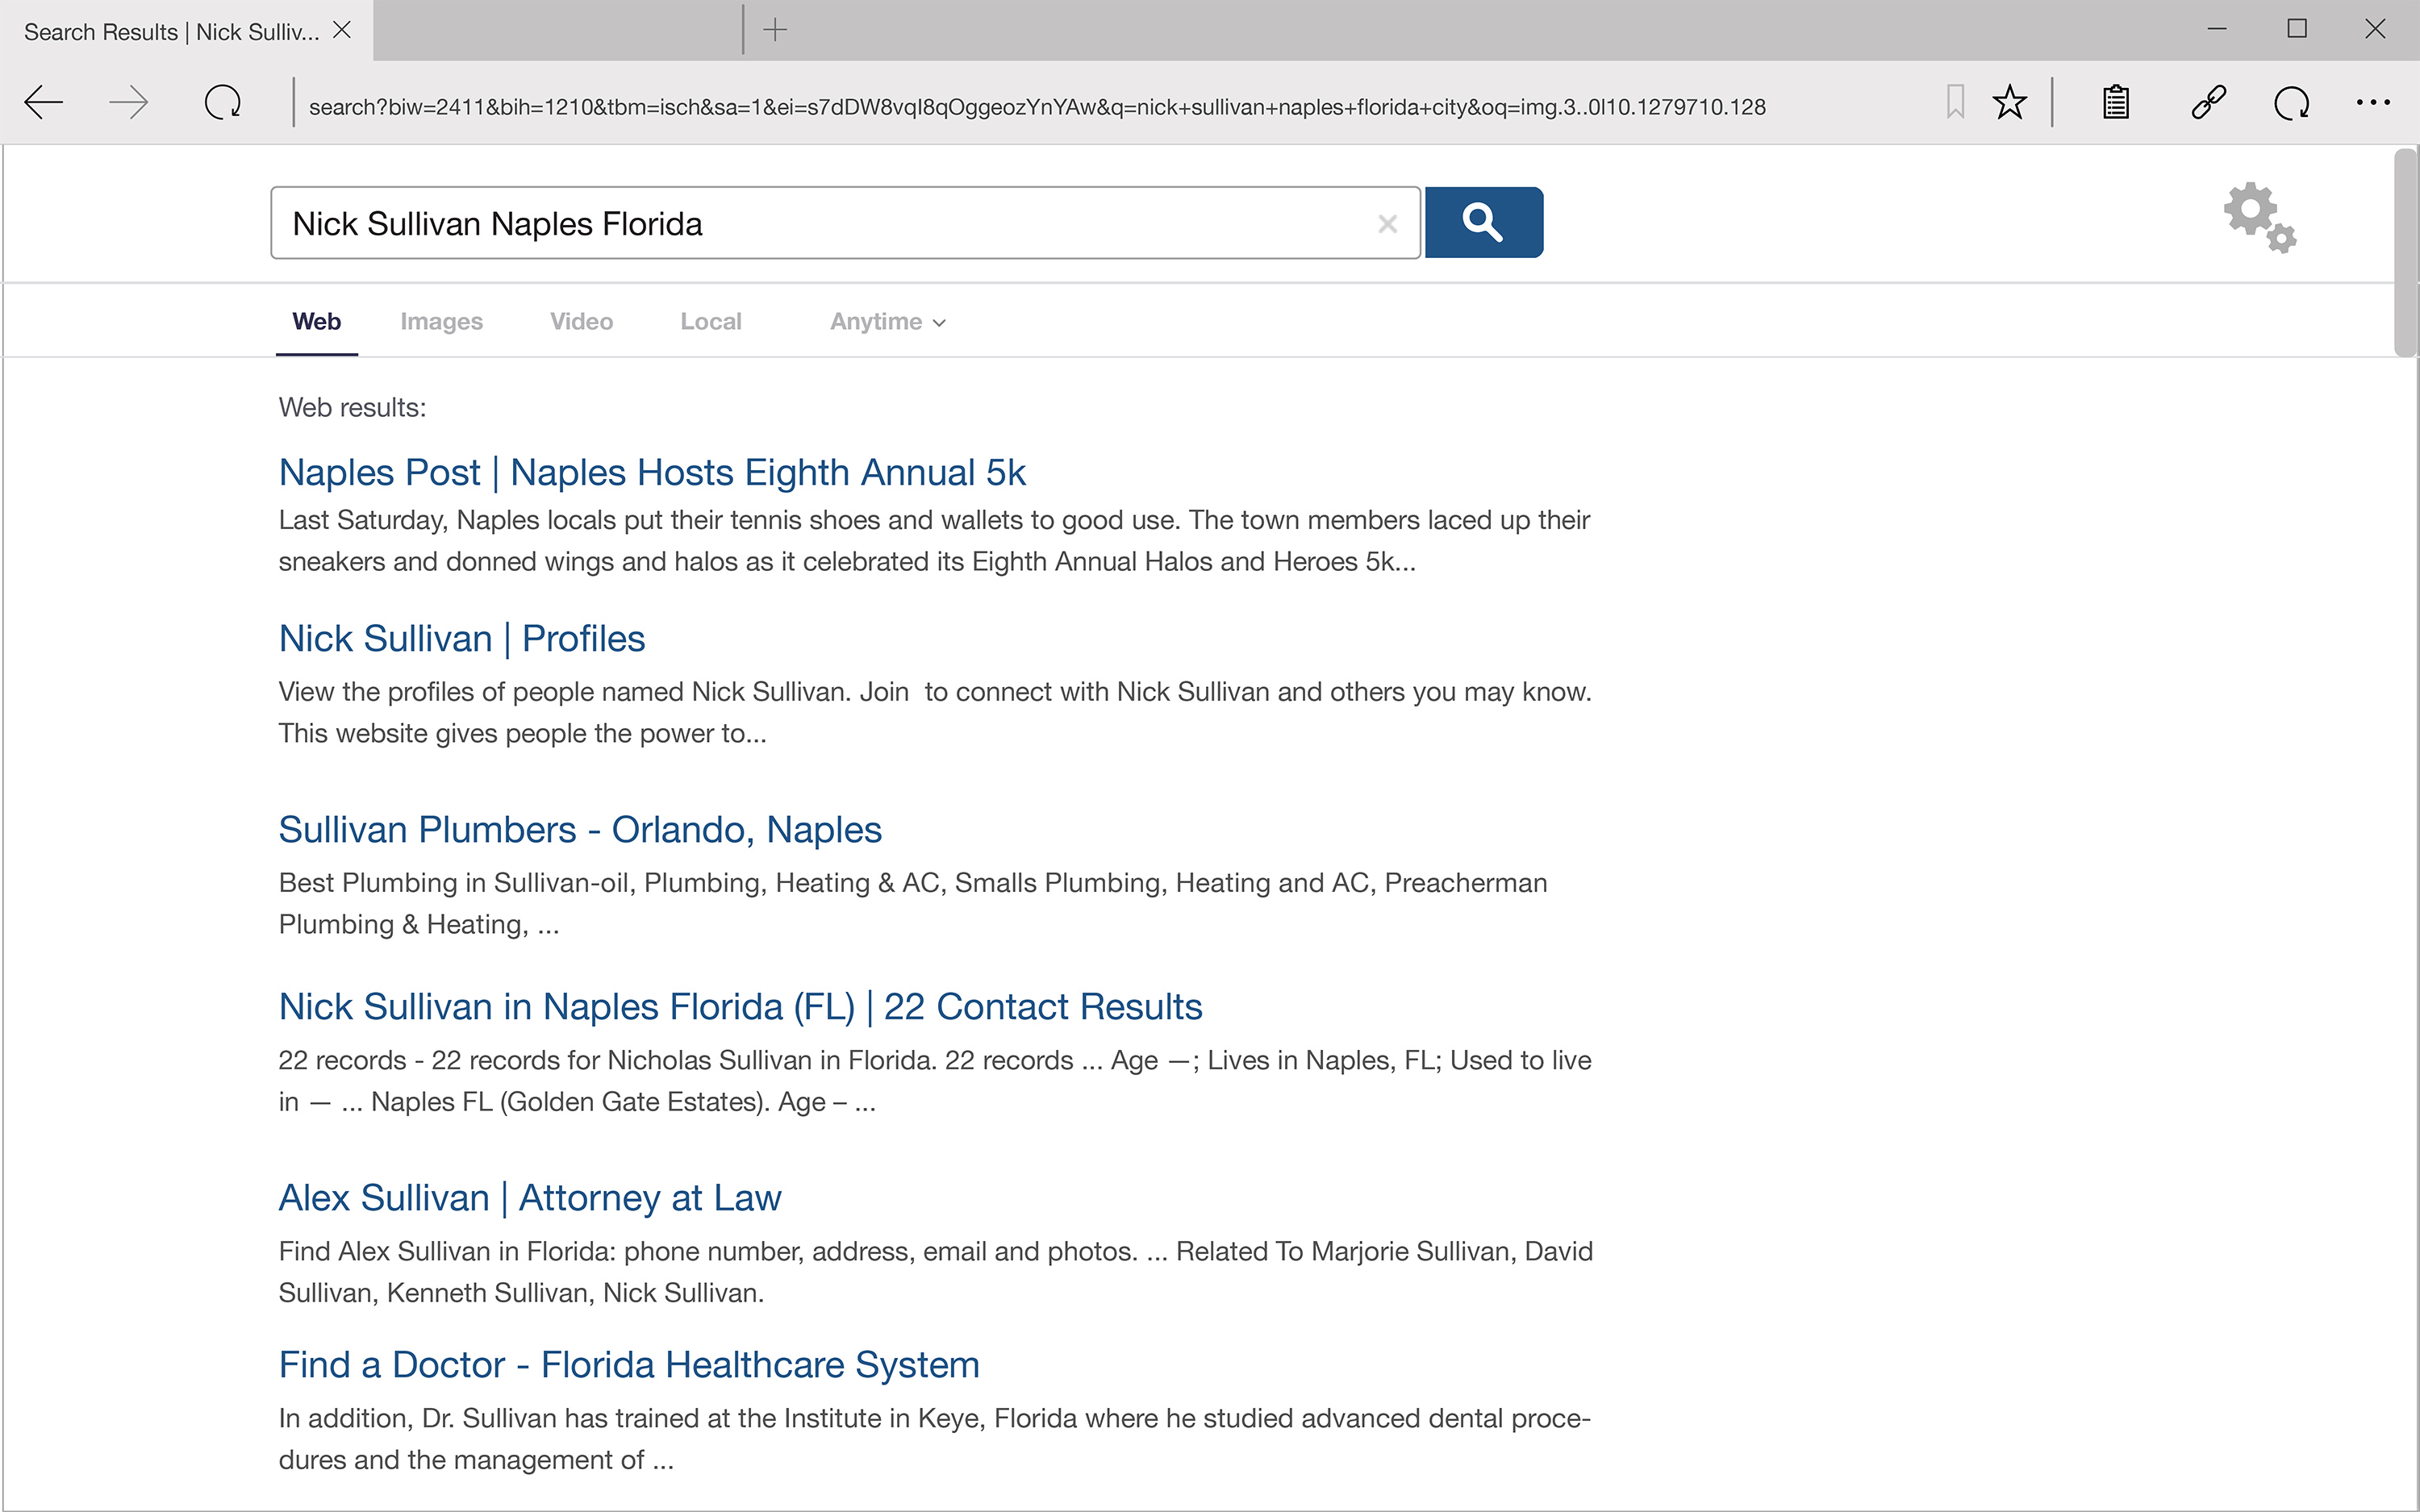 Search Results | Nick Sulliv...
search?biw=2411&bih=1210&tbm=isch&sa=1&ei=s7dDW8vqI8qOggeozYnYAw&q=nick+sullivan+naples+florida+city&oq=img.3..0l10.1279710.128
Nick Sullivan Naples Florida
Web Images Video Local Anytime
Web results:
Naples Post | Naples Hosts Eighth Annual 5k
Last Saturday, Naples locals put their tennis shoes and wallets to good use. The town members laced up their
sneakers and donned wings and halos as it celebrated its Eighth Annual Halos and Heroes 5k...
Nick Sullivan | Profiles
View the profiles of people named Nick Sullivan. Join  to connect with Nick Sullivan and others you may know.
This website gives people the power to...
Sullivan Plumbers - Orlando, Naples
Best Plumbing in Sullivan-oil, Plumbing, Heating & AC, Smalls Plumbing, Heating and AC, Preacherman
Plumbing & Heating, ...
Nick Sullivan in Naples Florida (FL) | 22 Contact Results
22 records - 22 records for Nicholas Sullivan in Florida. 22 records ... Age —; Lives in Naples, FL; Used to live
in — ... Naples FL (Golden Gate Estates). Age – ...
Alex Sullivan | Attorney at Law
Find Alex Sullivan in Florida: phone number, address, email and photos. ... Related To Marjorie Sullivan, David
Sullivan, Kenneth Sullivan, Nick Sullivan.
Find a Doctor - Florida Healthcare System
In addition, Dr. Sullivan has trained at the Institute in Keye, Florida where he studied advanced dental proce-
dures and the management of ...